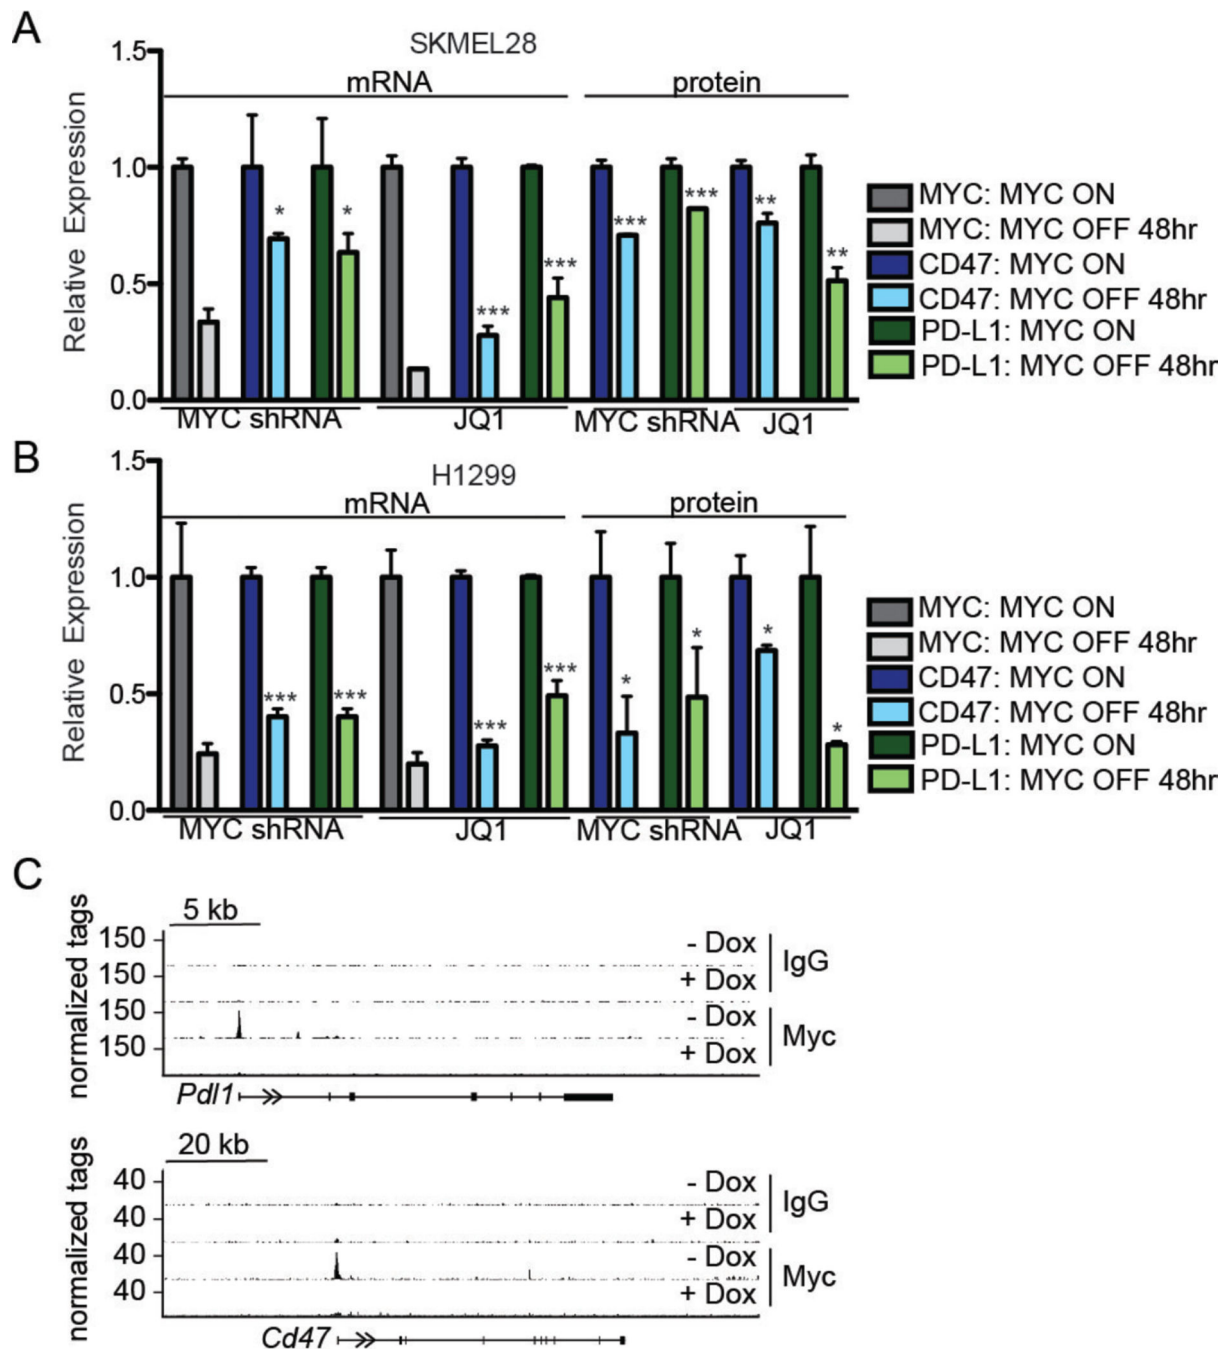 A
SKMEL28
mRNA
protein
Relative Expression
1.5
1.0
0.5
0.0
* * *** *** *** *** ** **
MYC shRNA JQ1 MYC shRNA JQ1
MYC: MYC ON
MYC: MYC OFF 48hr
CD47: MYC ON
CD47: MYC OFF 48hr
PD-L1: MYC ON
PD-L1: MYC OFF 48hr
B
H1299
mRNA
protein
Relative Expression
1.5
1.0
0.5
0.0
*** *** *** *** * * * *
MYC shRNA JQ1 MYC shRNA JQ1
MYC: MYC ON
MYC: MYC OFF 48hr
CD47: MYC ON
CD47: MYC OFF 48hr
PD-L1: MYC ON
PD-L1: MYC OFF 48hr
C
normalized tags
5 kb
150 - Dox
IgG
150 + Dox
150 - Dox
Myc
150 + Dox
Pdl1
normalized tags
20 kb
40 - Dox
IgG
40 + Dox
40 - Dox
Myc
40 + Dox
Cd47